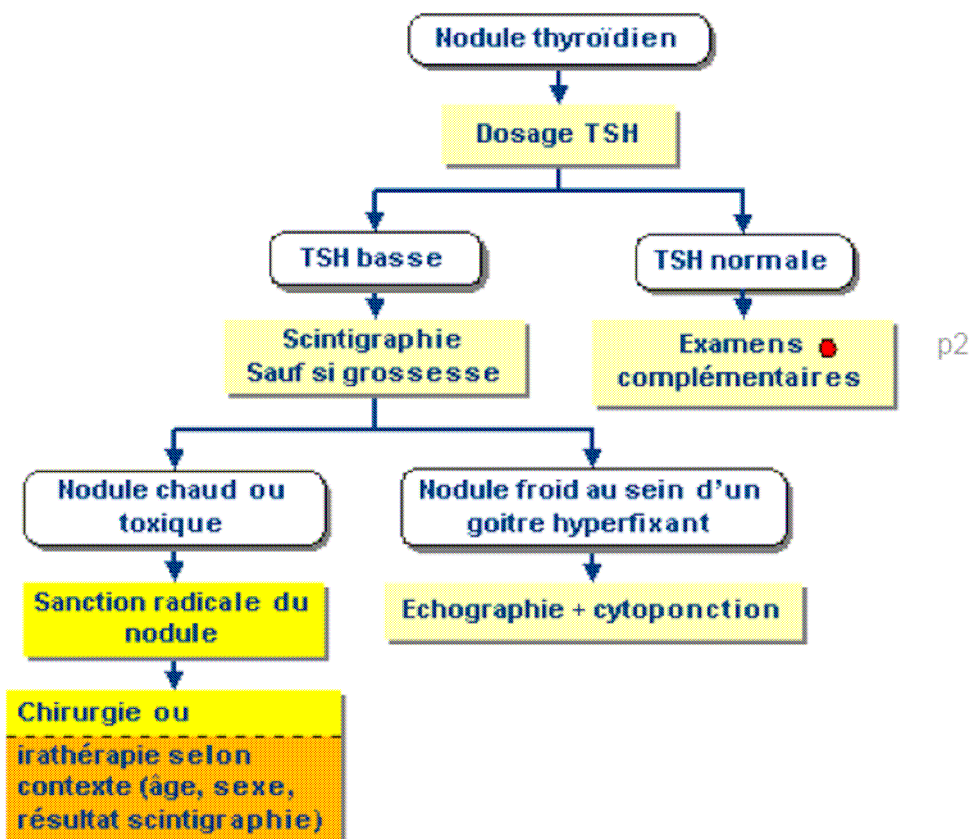 Nodule thyroïdien
Dosage TSH
TSH basse
TSH normale
Scintigraphie
Sauf si grossesse
Examens
complémentaires
p2
Nodule chaud ou
toxique
Nodule froid au sein d'un
goitre hyperfixant
Sanction radicale du
nodule
Echographie + cytoponction
Chirurgie ou
irathérapie selon
contexte (âge, sexe,
résultat scintigraphie)